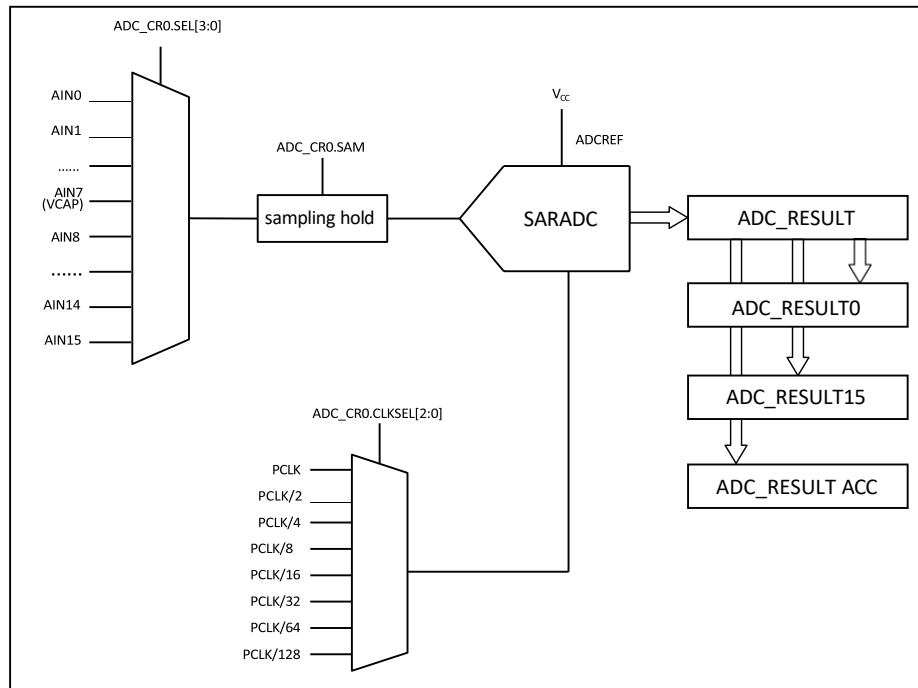 ADC_CR0.SEL[3:0]
AIN0
AIN1
......
AIN7
(VCAP)
AIN8
......
AIN14
AIN15
ADC_CR0.SAM
sampling hold
VCC
ADCREF
SARADC
ADC_RESULT
ADC_RESULT0
ADC_RESULT15
ADC_RESULT ACC
ADC_CR0.CLKSEL[2:0]
PCLK
PCLK/2
PCLK/4
PCLK/8
PCLK/16
PCLK/32
PCLK/64
PCLK/128